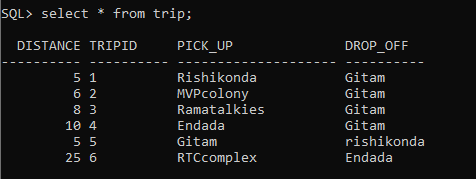 SQL> select * from trip;
DISTANCE TRIPID PICK_UP DROP_OFF
---------- ---------- -------------------- ----------
5 1 Rishikonda Gitam
6 2 MVPcolony Gitam
8 3 Ramatalkies Gitam
10 4 Endada Gitam
5 5 Gitam rishikonda
25 6 RTCcomplex Endada